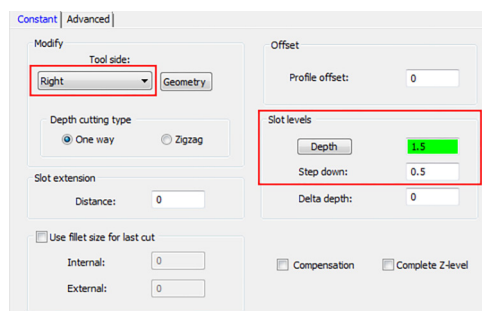 Constant Advanced
Modify
Tool side:
Right Geometry
Depth cutting type
One way Zigzag
Slot extension
Distance: 0
Use fillet size for last cut
Internal: 0
External: 0
Offset
Profile offset: 0
Slot levels
Depth 1.5
Step down: 0.5
Delta depth: 0
Compensation Complete Z-level